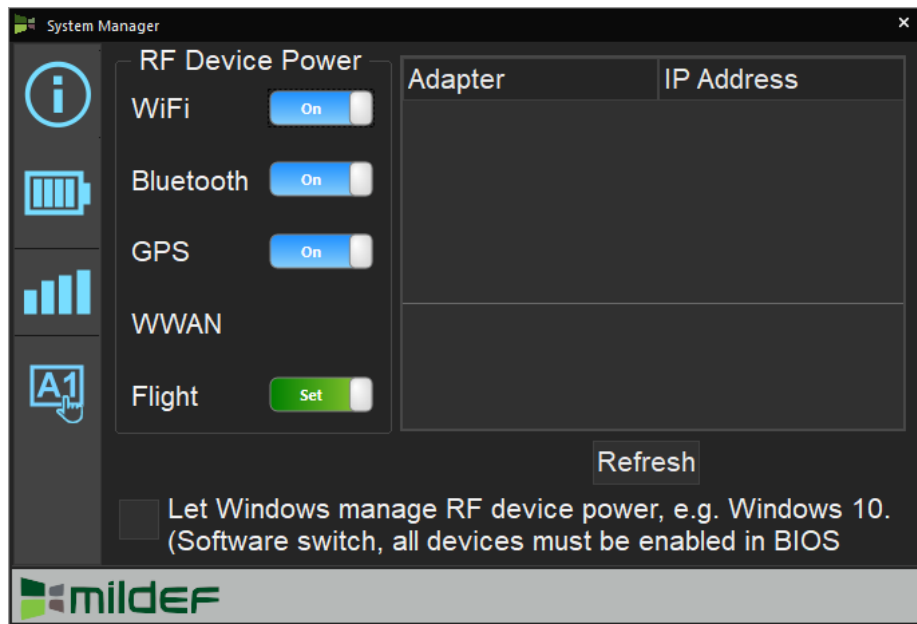 System Manager
RF Device Power
WiFi
On
Bluetooth
On
GPS
On
WWAN
Flight
Set
Adapter
IP Address
A1
Refresh
Let Windows manage RF device power, e.g. Windows 10.
(Software switch, all devices must be enabled in BIOS
mildef